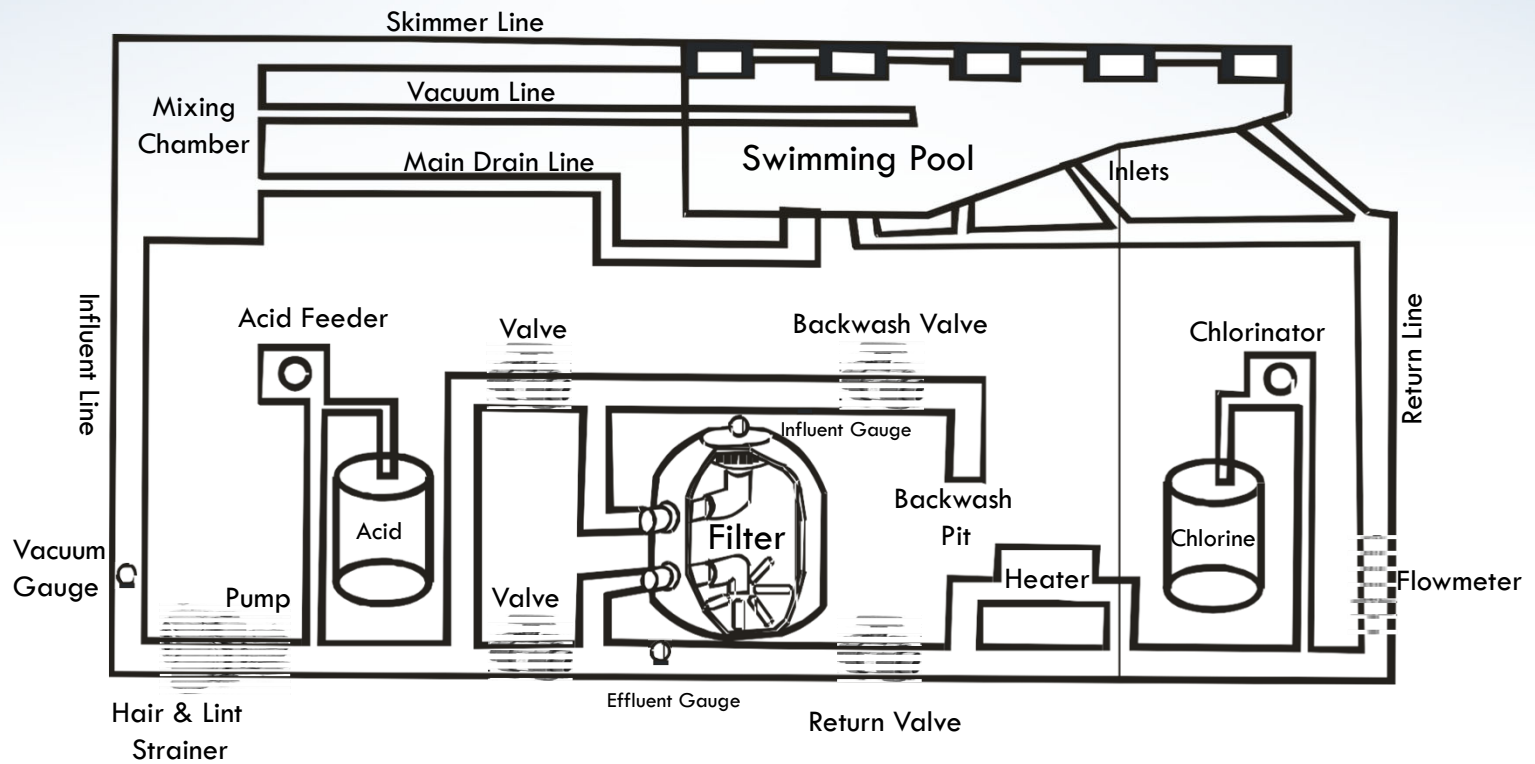 Skimmer Line
Vacuum Line
Mixing
Chamber
Main Drain Line
Swimming Pool
Inlets
Influent Line
Acid Feeder
Valve
Backwash Valve
Chlorinator
Return Line
Influent Gauge
Backwash
Pit
Acid
Filter
Chlorine
Vacuum
Gauge
Pump
Valve
Heater
Flowmeter
Effluent Gauge
Hair & Lint
Strainer
Return Valve